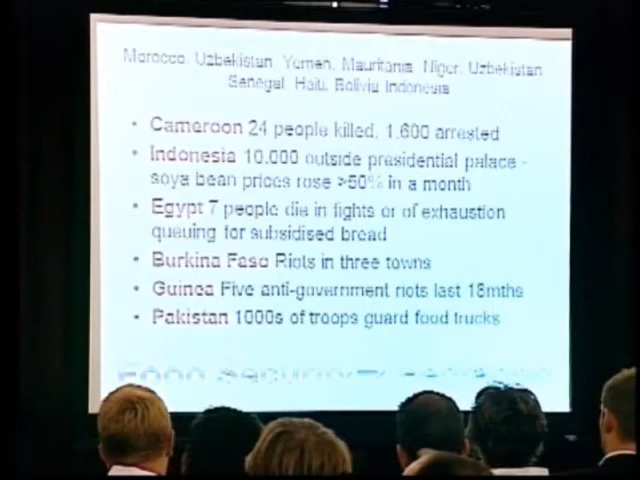 Morocco, Uzbekistan, Yemen, Mauritania, Niger, Uzbekistan
Senegal, Haiti, Bolivia Indonesia
• Cameroon 24 people killed, 1,600 arrested
• Indonesia 10,000 outside presidential palace -
soya bean prices rose >50% in a month
• Egypt 7 people die in fights or of exhaustion
queuing for subsidised bread
• Burkina Faso Riots in three towns
• Guinea Five anti-government riots last 18mths
• Pakistan 1000s of troops guard food trucks
Food Security